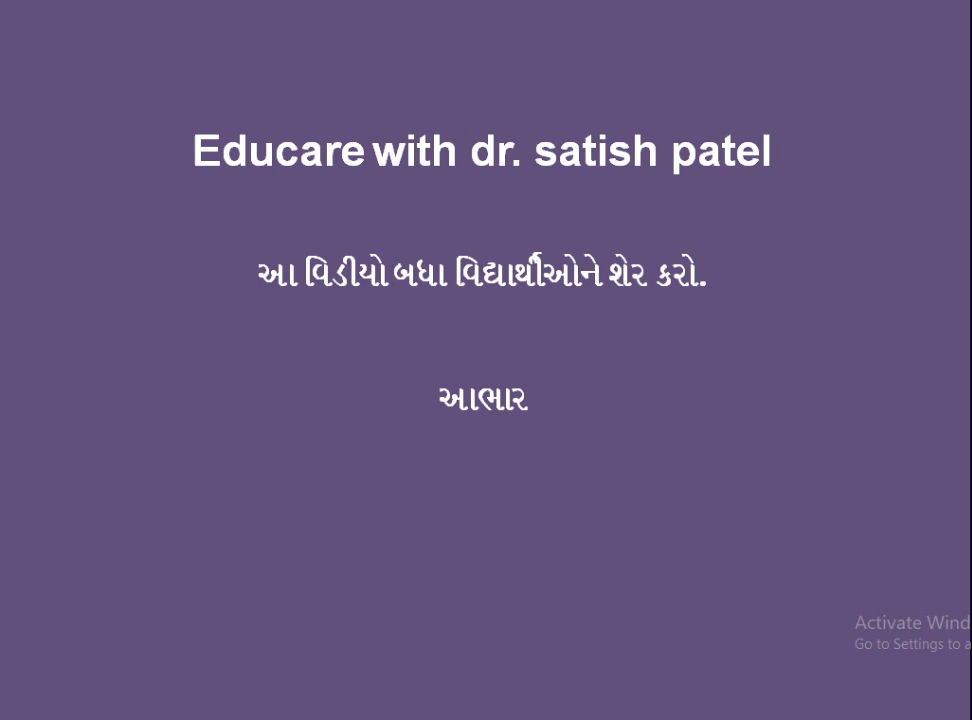 Educare with dr. satish patel
આ વિડીયો બધા વિદ્યાર્થીઓને શેર કરો.
આભાર
Activate Wind
Go to Settings to a